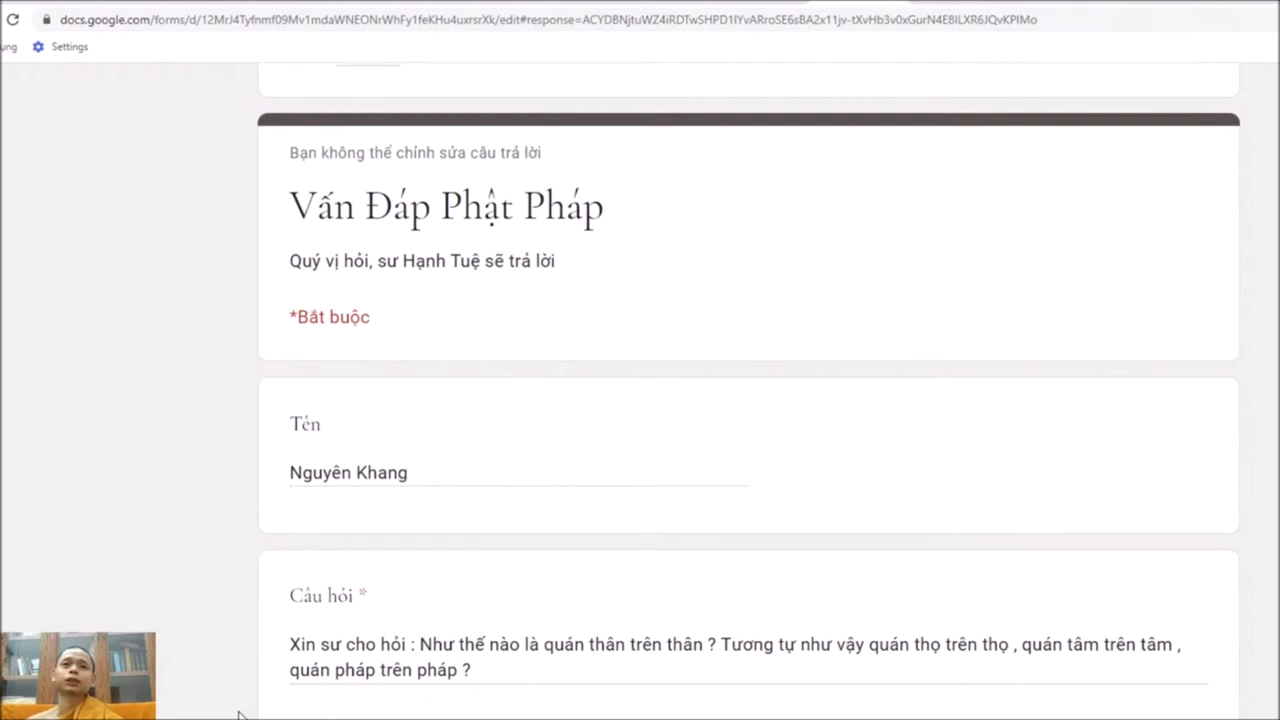 docs.google.com/forms/d/12MrJ4Tyfnmf09Mv1mdaWNEONrWhFy1feKHu4uxrsrXk/edit#response=ACYDBNjtuWZ4iRDTwSHPD1IYvARroSE6sBA2x11jv-tXvHb3v0xGurN4E8ILXR6JQvKPIMo
ung Settings
Bạn không thể chỉnh sửa câu trả lời
Vấn Đáp Phật Pháp
Quý vị hỏi, sư Hạnh Tuệ sẽ trả lời
*Bắt buộc
Tên
Nguyên Khang
Câu hỏi *
Xin sư cho hỏi : Như thế nào là quán thân trên thân ? Tương tự như vậy quán thọ trên thọ , quán tâm trên tâm ,
quán pháp trên pháp ?